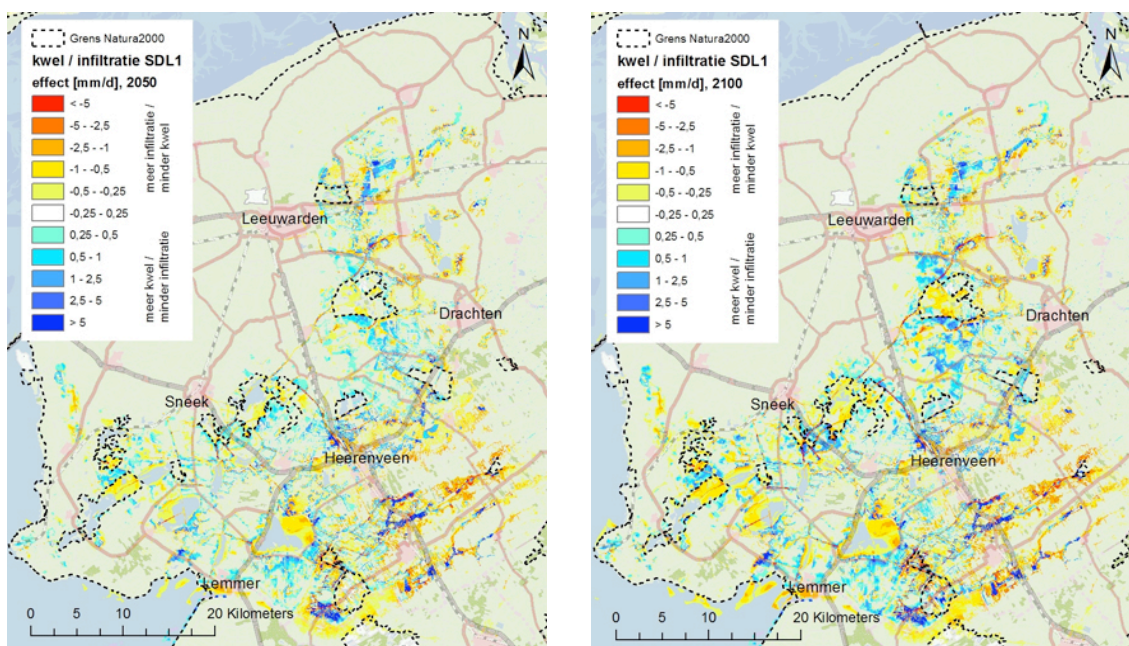 Grens Natura2000
kwel / infiltratie SDL1
effect [mm/d], 2050
< -5
-5 - -2,5
-2,5 - -1
-1 - -0,5
-0,5 - -0,25
-0,25 - 0,25
0,25 - 0,5
0,5 - 1
1 - 2,5
2,5 - 5
> 5
meer infiltratie /
minder kwel
meer kwel /
minder infiltratie
N
Leeuwarden
Drachten
Sneek
Heerenveen
Lemmer
0 10 20 Kilometers
Grens Natura2000
kwel / infiltratie SDL1
effect [mm/d], 2100
< -5
-5 - -2,5
-2,5 - -1
-1 - -0,5
-0,5 - -0,25
-0,25 - 0,25
0,25 - 0,5
0,5 - 1
1 - 2,5
2,5 - 5
> 5
meer infiltratie /
minder kwel
meer kwel /
minder infiltratie
N
Leeuwarden
Drachten
Sneek
Heerenveen
Lemmer
0 10 20 Kilometers